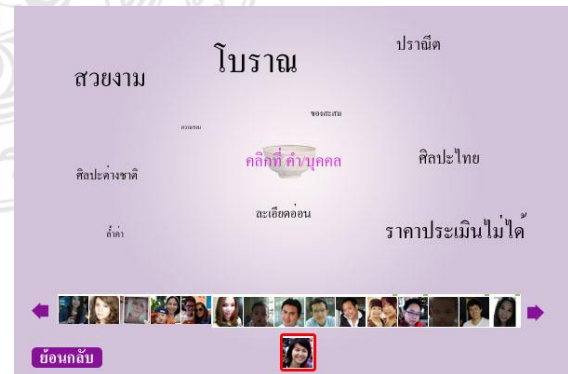 ปราณีต
โบราณ
สวยงาม
ของสะสม
คลิกที่ คำ/บุคคล
ศิลปะไทย
ศิลปะต่างชาติ
ละเอียดอ่อน
ล้ำค่า
ราคาประเมินไม่ได้
ย้อนกลับ